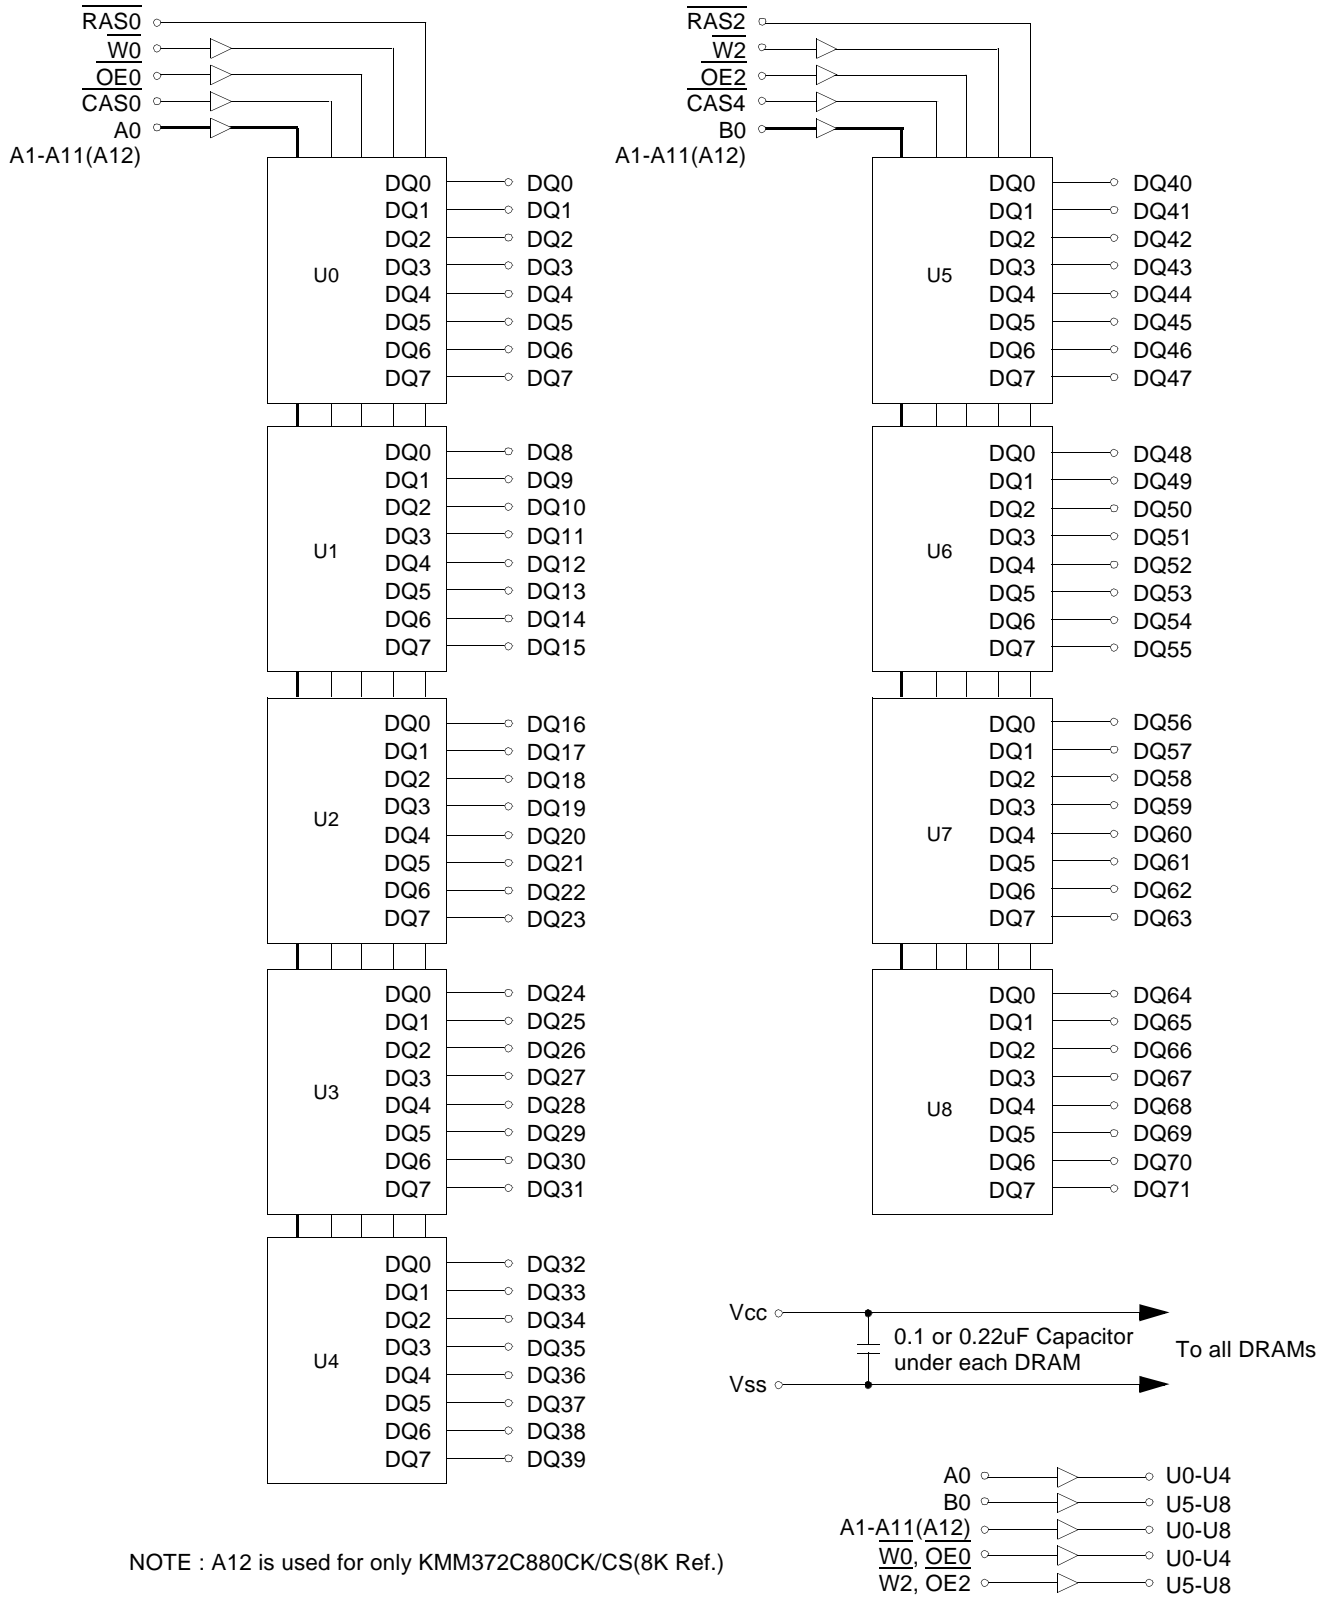 RAS0
W0
OE0
CAS0
A0
A1-A11(A12)
U0
DQ0 DQ0
DQ1 DQ1
DQ2 DQ2
DQ3 DQ3
DQ4 DQ4
DQ5 DQ5
DQ6 DQ6
DQ7 DQ7
U1
DQ0 DQ8
DQ1 DQ9
DQ2 DQ10
DQ3 DQ11
DQ4 DQ12
DQ5 DQ13
DQ6 DQ14
DQ7 DQ15
U2
DQ0 DQ16
DQ1 DQ17
DQ2 DQ18
DQ3 DQ19
DQ4 DQ20
DQ5 DQ21
DQ6 DQ22
DQ7 DQ23
U3
DQ0 DQ24
DQ1 DQ25
DQ2 DQ26
DQ3 DQ27
DQ4 DQ28
DQ5 DQ29
DQ6 DQ30
DQ7 DQ31
U4
DQ0 DQ32
DQ1 DQ33
DQ2 DQ34
DQ3 DQ35
DQ4 DQ36
DQ5 DQ37
DQ6 DQ38
DQ7 DQ39
RAS2
W2
OE2
CAS4
B0
A1-A11(A12)
U5
DQ0 DQ40
DQ1 DQ41
DQ2 DQ42
DQ3 DQ43
DQ4 DQ44
DQ5 DQ45
DQ6 DQ46
DQ7 DQ47
U6
DQ0 DQ48
DQ1 DQ49
DQ2 DQ50
DQ3 DQ51
DQ4 DQ52
DQ5 DQ53
DQ6 DQ54
DQ7 DQ55
U7
DQ0 DQ56
DQ1 DQ57
DQ2 DQ58
DQ3 DQ59
DQ4 DQ60
DQ5 DQ61
DQ6 DQ62
DQ7 DQ63
U8
DQ0 DQ64
DQ1 DQ65
DQ2 DQ66
DQ3 DQ67
DQ4 DQ68
DQ5 DQ69
DQ6 DQ70
DQ7 DQ71
Vcc
0.1 or 0.22uF Capacitor
under each DRAM
To all DRAMs
Vss
A0 U0-U4
B0 U5-U8
A1-A11(A12) U0-U8
W0, OE0 U0-U4
W2, OE2 U5-U8
NOTE : A12 is used for only KMM372C880CK/CS(8K Ref.)